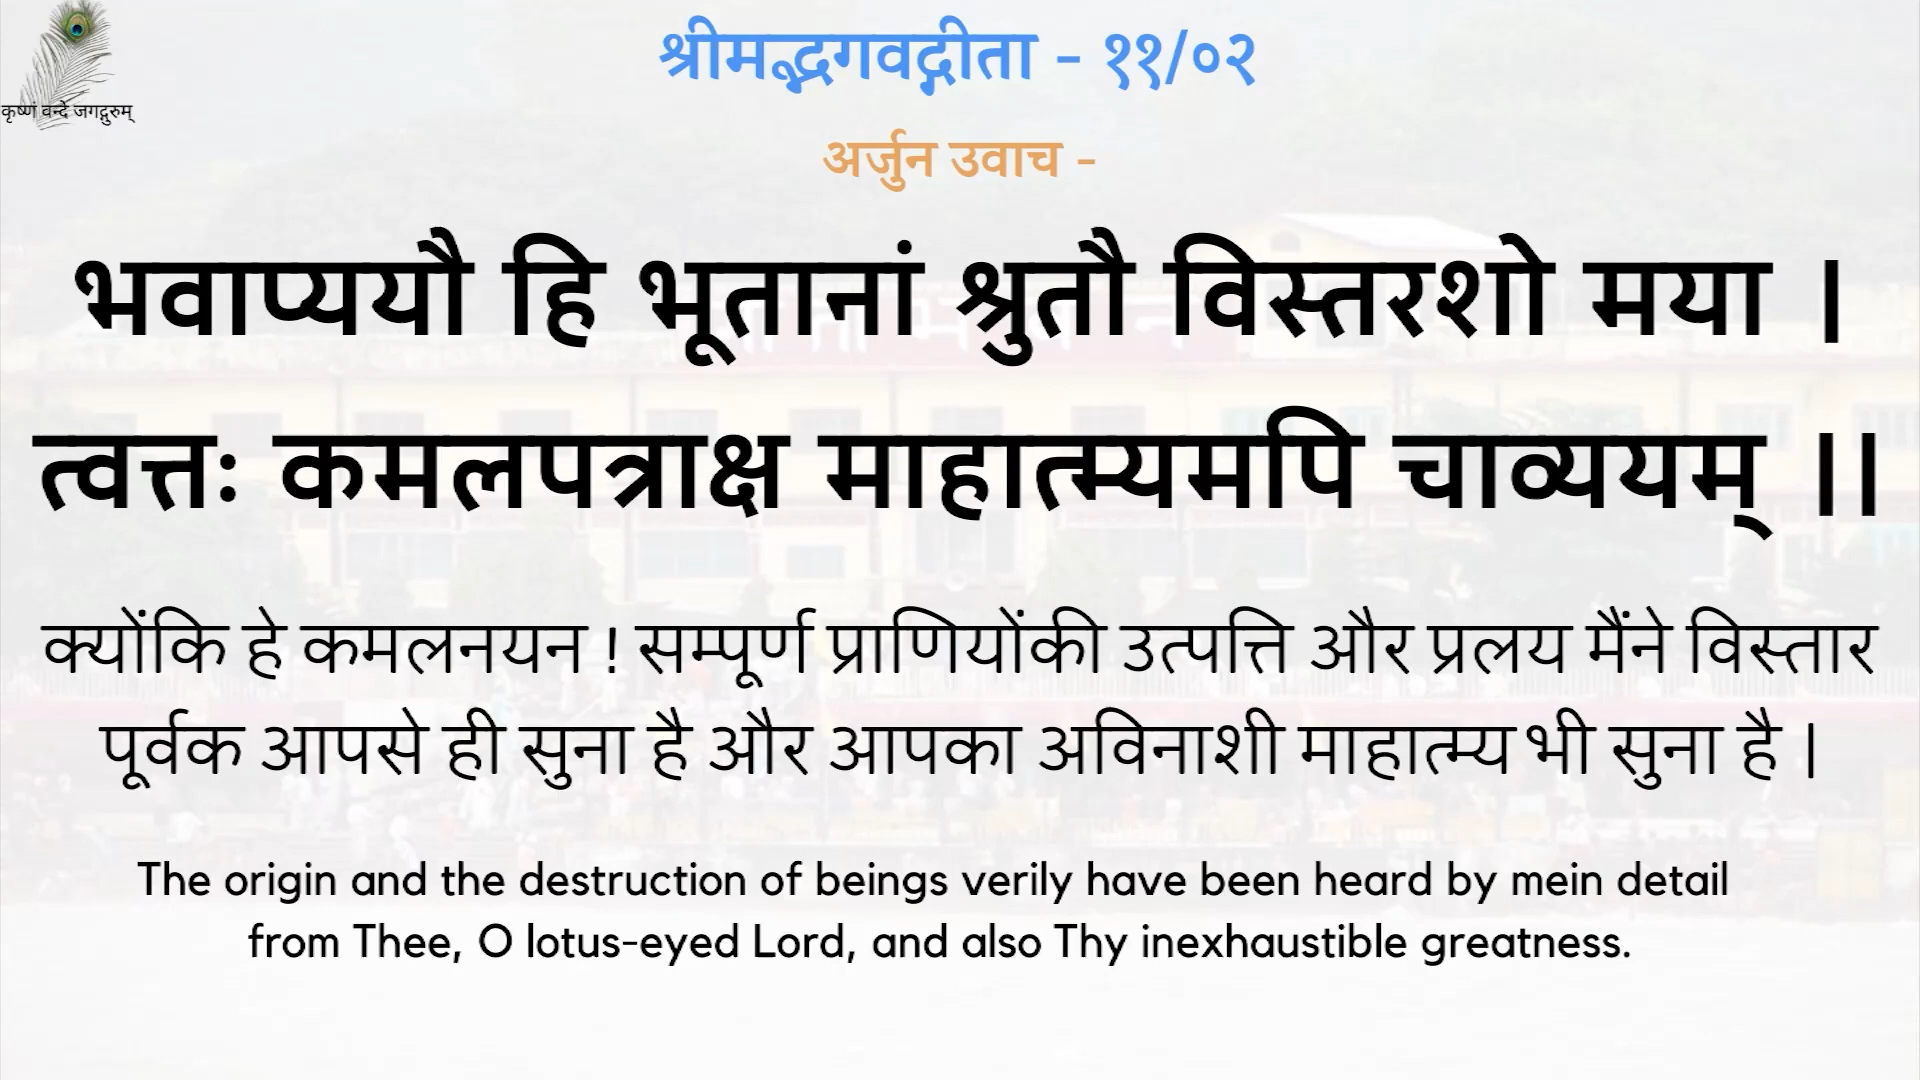 श्रीमद्भगवद्गीता - ११/०२
कृष्णं वन्दे जगद्गुरुम्
अर्जुन उवाच -
भवाप्ययौ हि भूतानां श्रुतौ विस्तरशो मया ।
त्वत्तः कमलपत्राक्ष माहात्म्यमपि चाव्ययम् ।।
क्योंकि हे कमलनयन ! सम्पूर्ण प्राणियोंकी उत्पत्ति और प्रलय मैंने विस्तार
पूर्वक आपसे ही सुना है और आपका अविनाशी माहात्म्य भी सुना है ।
The origin and the destruction of beings verily have been heard by mein detail
from Thee, O lotus-eyed Lord, and also Thy inexhaustible greatness.